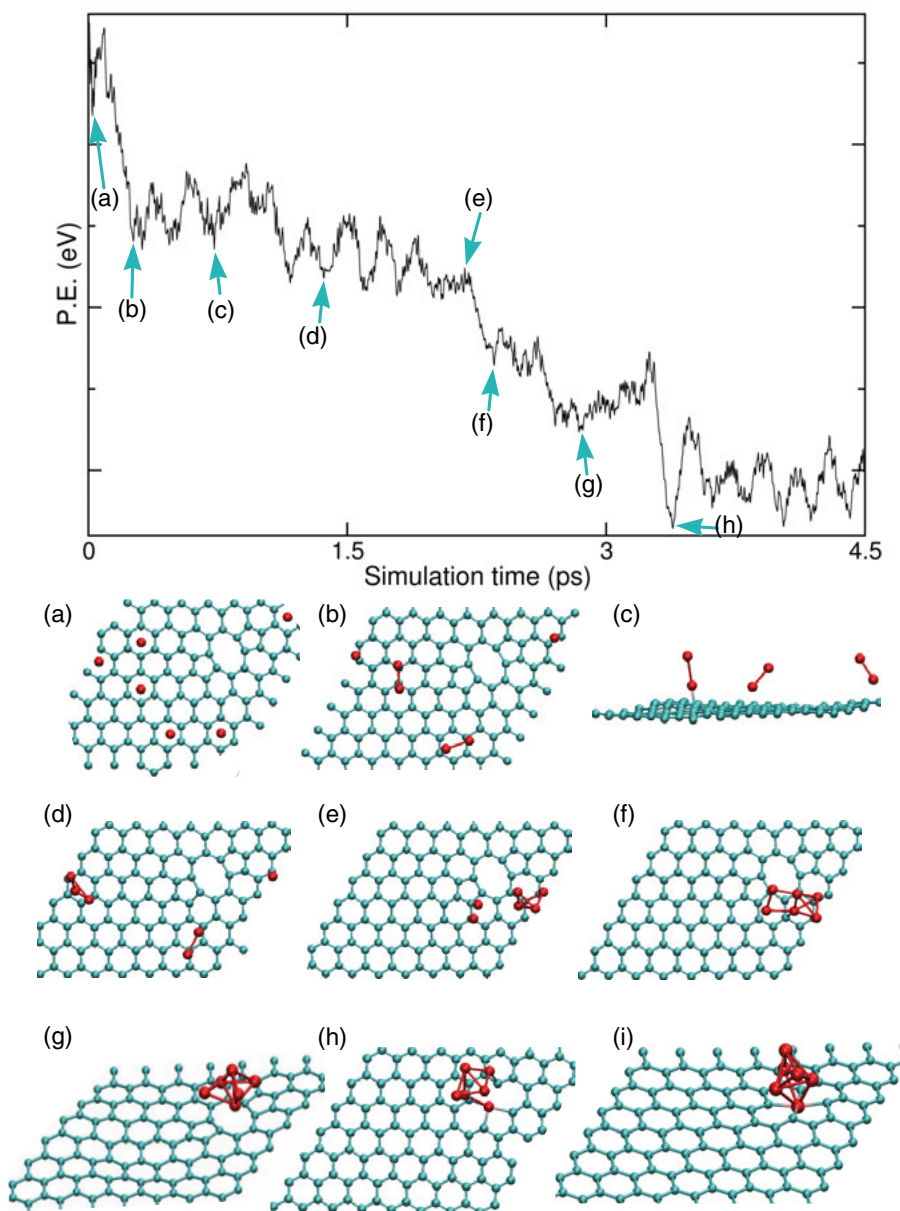 P.E. (eV)
(a)
(b)
(c)
(d)
(e)
(f)
(g)
(h)
0
1.5
3
4.5
Simulation time (ps)
(a)
(b)
(c)
(d)
(e)
(f)
(g)
(h)
(i)